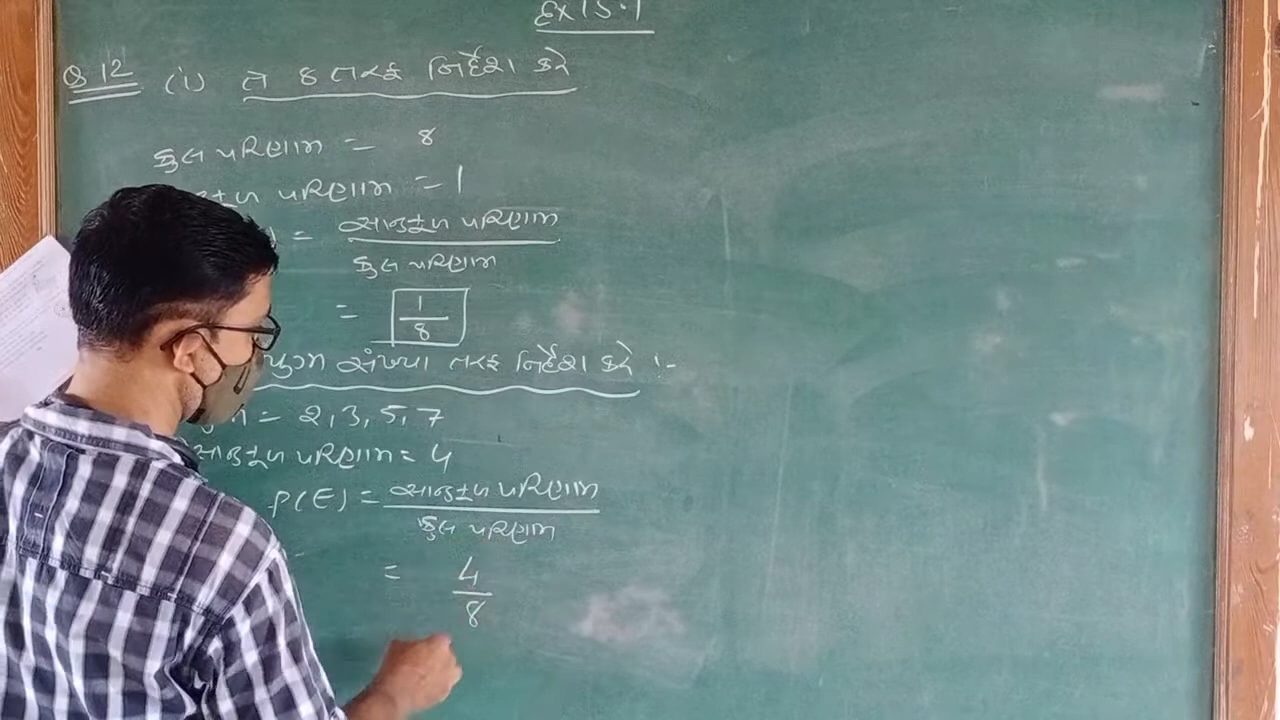 Ex 15.1
Q 12 (i) તે 8 તરફ નિર્દેશ કરે
કુલ પરિણામ = 8
પરિણામ = 1
= સાનુકૂળ પરિણામ
કુલ પરિણામ
= 1
8
સંખ્યા તરફ નિર્દેશ કરે :-
= 2, 3, 5, 7
સાનુકૂળ પરિણામ = 4
P(E) = સાનુકૂળ પરિણામ
કુલ પરિણામ
= 4
8